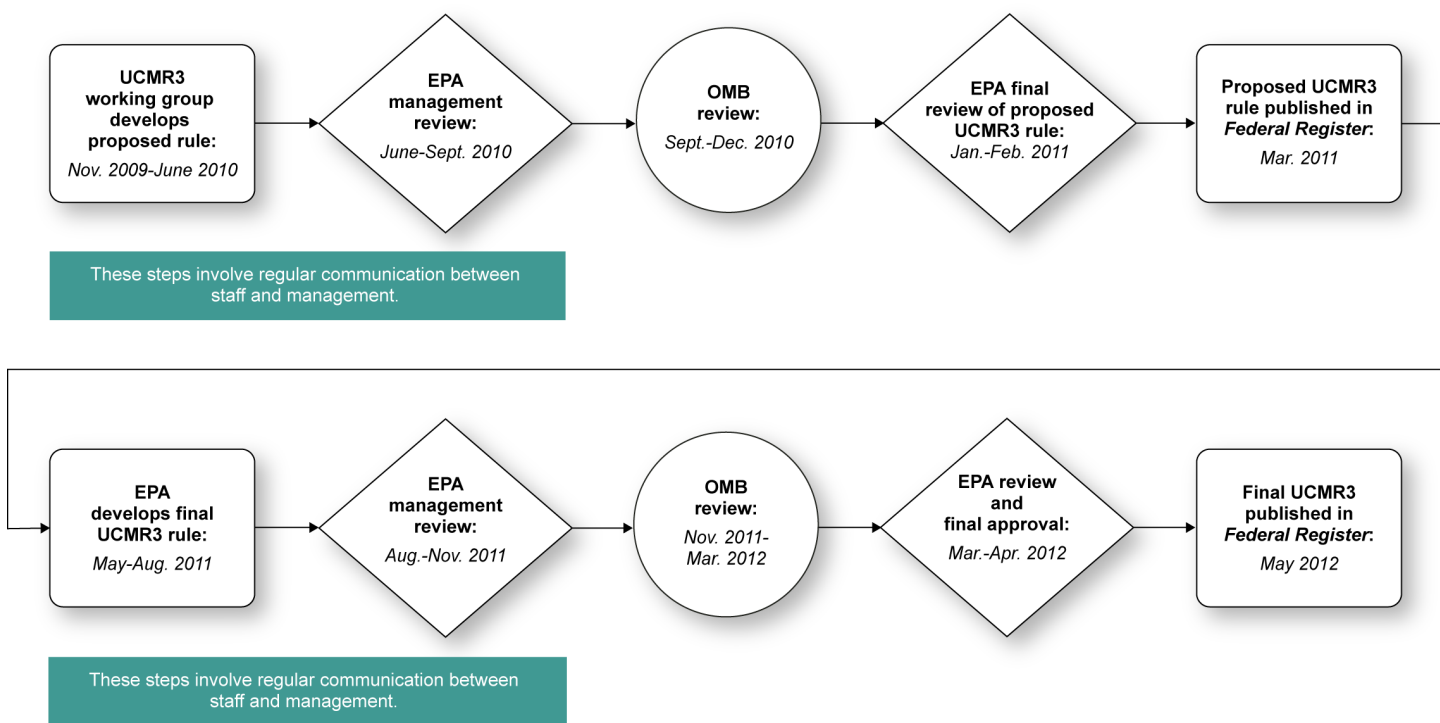 UCMR3
working group
develops
proposed rule:
Nov. 2009-June 2010
EPA
management
review:
June-Sept. 2010
OMB
review:
Sept.-Dec. 2010
EPA final
review of proposed
UCMR3 rule:
Jan.-Feb. 2011
Proposed UCMR3
rule published in
Federal Register:
Mar. 2011
These steps involve regular communication between
staff and management.
EPA
develops final
UCMR3 rule:
May-Aug. 2011
EPA
management
review:
Aug.-Nov. 2011
OMB
review:
Nov. 2011-
Mar. 2012
EPA review
and
final approval:
Mar.-Apr. 2012
Final UCMR3
published in
Federal Register:
May 2012
These steps involve regular communication between
staff and management.